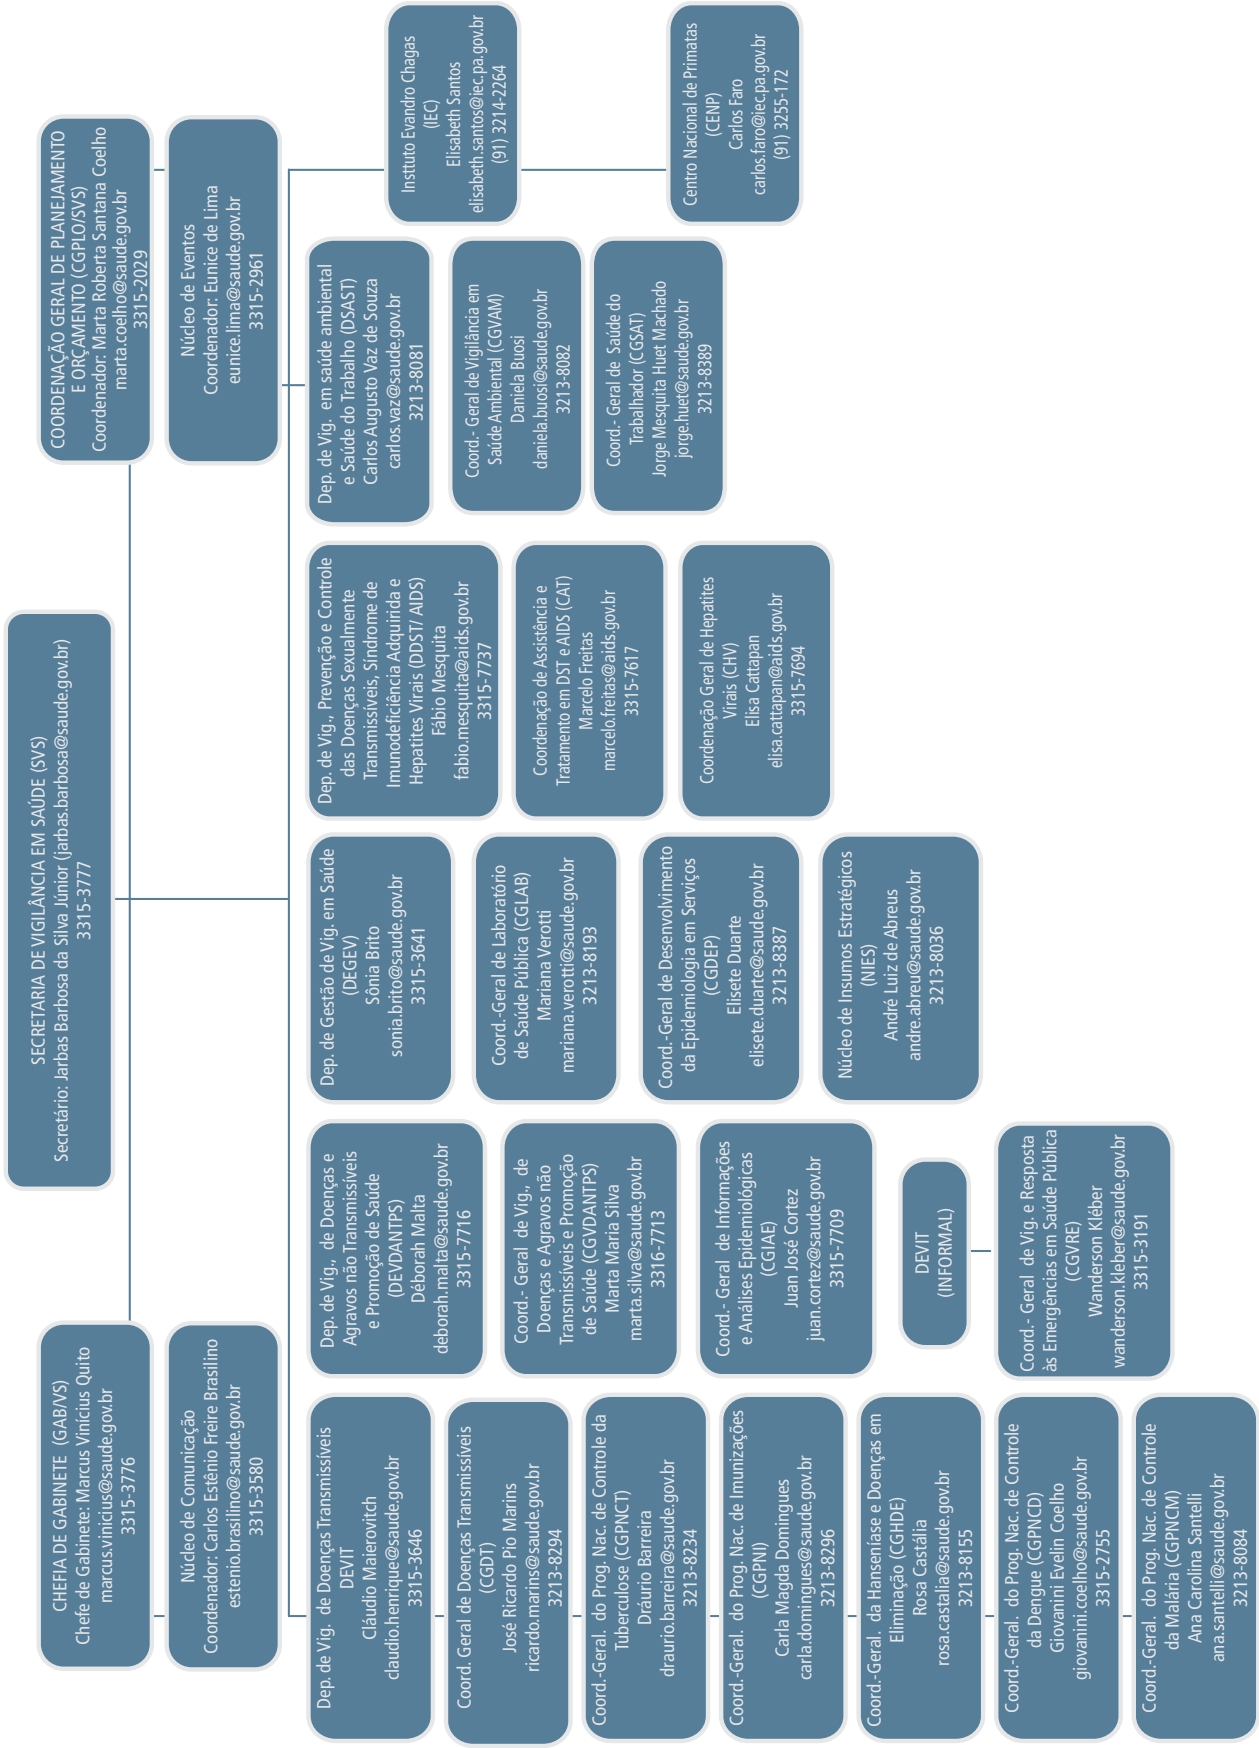 SECRETARIA DE VIGILÂNCIA EM SAÚDE (SVS)
Secretário: Jarbas Barbosa da Silva Júnior (jarbas.barbosa@saude.gov.br)
3315-3777
CHEFIA DE GABINETE (GAB/VS)
Chefe de Gabinete: Marcus Vinícius Quito
marcus.vinicius@saude.gov.br
3315-3776
COORDENAÇÃO GERAL DE PLANEJAMENTO
E ORÇAMENTO (CGPLO/SVS)
Coordenador: Marta Roberta Santana Coelho
marta.coelho@saude.gov.br
3315-2029
Núcleo de Comunicação
Coordenador: Carlos Estênio Freire Brasilino
estenio.brasilino@saude.gov.br
3315-3580
Núcleo de Eventos
Coordenador: Eunice de Lima
eunice.lima@saude.gov.br
3315-2961
Dep. de Vig. de Doenças Transmissíveis
DEVIT
Cláudio Maierovitch
claudio.henrique@saude.gov.br
3315-3646
Coord. Geral de Doenças Transmissíveis
(CGDT)
José Ricardo Pio Marins
ricardo.marins@saude.gov.br
3213-8294
Coord.-Geral. do Prog. Nac. de Controle da
Tuberculose (CGPNCT)
Dráurio Barreira
draurio.barreira@saude.gov.br
3213-8234
Coord.-Geral. do Prog. Nac. de Imunizações
(CGPNI)
Carla Magda Domingues
carla.domingues@saude.gov.br
3213-8296
Coord.-Geral. da Hanseníase e Doenças em
Eliminação (CGHDE)
Rosa Castália
rosa.castalia@saude.gov.br
3213-8155
Coord.-Geral. do Prog. Nac. de Controle
da Dengue (CGPNCD)
Giovanini Evelin Coelho
giovanini.coelho@saude.gov.br
3315-2755
Coord.-Geral. do Prog. Nac. de Controle
da Malária (CGPNCM)
Ana Carolina Santelli
ana.santelli@saude.gov.br
3213-8084
Dep. de Vig., de Doenças e
Agravos não Transmissíveis
e Promoção de Saúde
(DEVDANTPS)
Déborah Malta
deborah.malta@saude.gov.br
3315-7716
Coord.- Geral de Vig., de
Doenças e Agravos não
Transmissíveis e Promoção
de Saúde (CGVDANTPS)
Marta Maria Silva
marta.silva@saude.gov.br
3316-7713
Coord.- Geral de Informações
e Análises Epidemiológicas
(CGIAE)
Juan José Cortez
juan.cortez@saude.gov.br
3315-7709
DEVIT
(INFORMAL)
Coord.- Geral de Vig. e Resposta
às Emergências em Saúde Pública
(CGVRE)
Wanderson Kléber
wanderson.kleber@saude.gov.br
3315-3191
Dep. de Gestão de Vig. em Saúde
(DEGEV)
Sônia Brito
sonia.brito@saude.gov.br
3315-3641
Coord.-Geral de Laboratório
de Saúde Pública (CGLAB)
Mariana Verotti
mariana.verotti@saude.gov.br
3213-8193
Coord.-Geral de Desenvolvimento
da Epidemiologia em Serviços
(CGDEP)
Elisete Duarte
elisete.duarte@saude.gov.br
3213-8387
Núcleo de Insumos Estratégicos
(NIES)
André Luiz de Abreus
andre.abreu@saude.gov.br
3213-8036
Dep. de Vig., Prevenção e Controle
das Doenças Sexualmente
Transmissíveis, Sindrome de
Imunodeficiência Adquirida e
Hepatites Virais (DDST/ AIDS)
Fábio Mesquita
fabio.mesquita@aids.gov.br
3315-7737
Coordenação de Assistência e
Tratamento em DST e AIDS (CAT)
Marcelo Freitas
marcelo.freitas@aids.gov.br
3315-7617
Coordenação Geral de Hepatites
Virais (CHV)
Elisa Cattapan
elisa.cattapan@aids.gov.br
3315-7694
Dep. de Vig. em saúde ambiental
e Saúde do Trabalho (DSAST)
Carlos Augusto Vaz de Souza
carlos.vaz@saude.gov.br
3213-8081
Coord.- Geral de Vigilância em
Saúde Ambiental (CGVAM)
Daniela Buosi
daniela.buosi@saude.gov.br
3213-8082
Coord.- Geral de Saúde do
Trabalhador (CGSAT)
Jorge Mesquita Huet Machado
jorge.huet@saude.gov.br
3213-8389
Insttuto Evandro Chagas
(IEC)
Elisabeth Santos
elisabeth.santos@iec.pa.gov.br
(91) 3214-2264
Centro Nacional de Primatas
(CENP)
Carlos Faro
carlos.faro@iec.pa.gov.br
(91) 3255-172